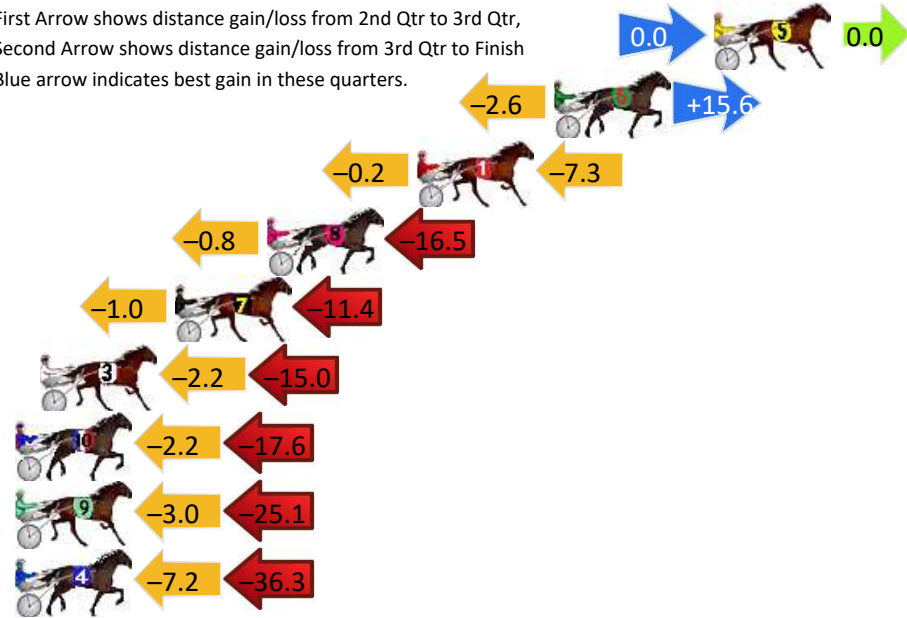 First Arrow shows distance gain/loss from 2nd Qtr to 3rd Qtr,
Second Arrow shows distance gain/loss from 3rd Qtr to Finish
Blue arrow indicates best gain in these quarters.
0.0 5 0.0
−2.6 +15.6
−0.2 1 −7.3
−0.8 8 −16.5
−1.0 7 −11.4
3 −2.2 −15.0
10 −2.2 −17.6
9 −3.0 −25.1
4 −7.2 −36.3